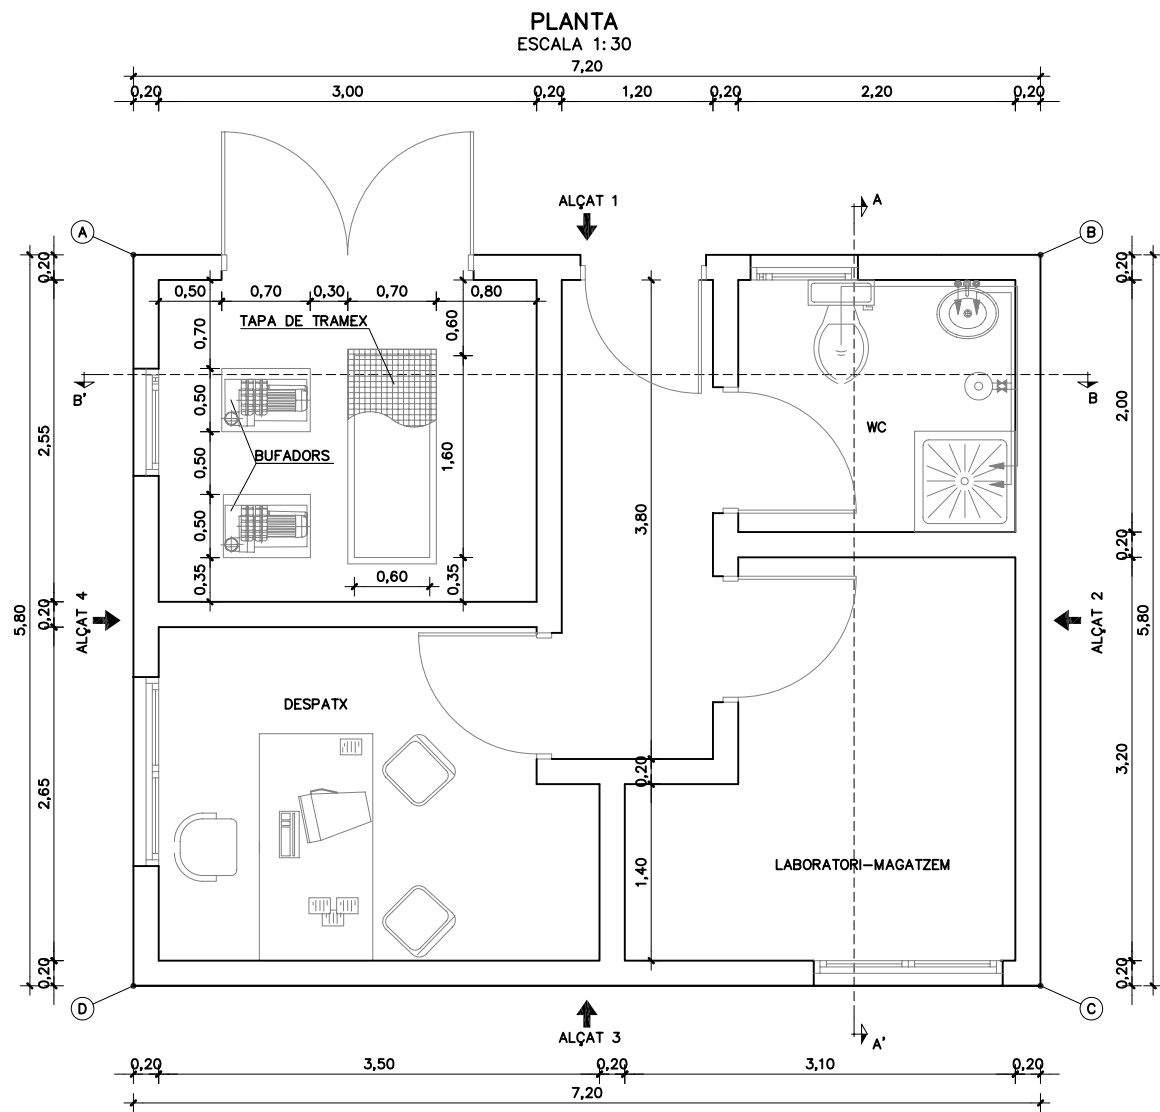 PLANTA
ESCALA 1:30
7,20
0,20
3,00
0,20
1,20
0,20
2,20
0,20
ALÇAT 1
A
A
B
0,20
0,20
0,50
0,70
0,30
0,70
0,80
TAPA DE TRAMEX
0,70
0,60
B'
B
0,50
2,00
WC
2,55
BUFADORS
0,50
1,60
0,50
3,80
0,20
0,60
0,35
0,35
5,80
0,20
ALÇAT 4
ALÇAT 2
5,80
DESPATX
0,20
2,65
3,20
1,40
LABORATORI-MAGATZEM
0,20
0,20
D
C
ALÇAT 3
A'
0,20
3,50
0,20
3,10
0,20
7,20